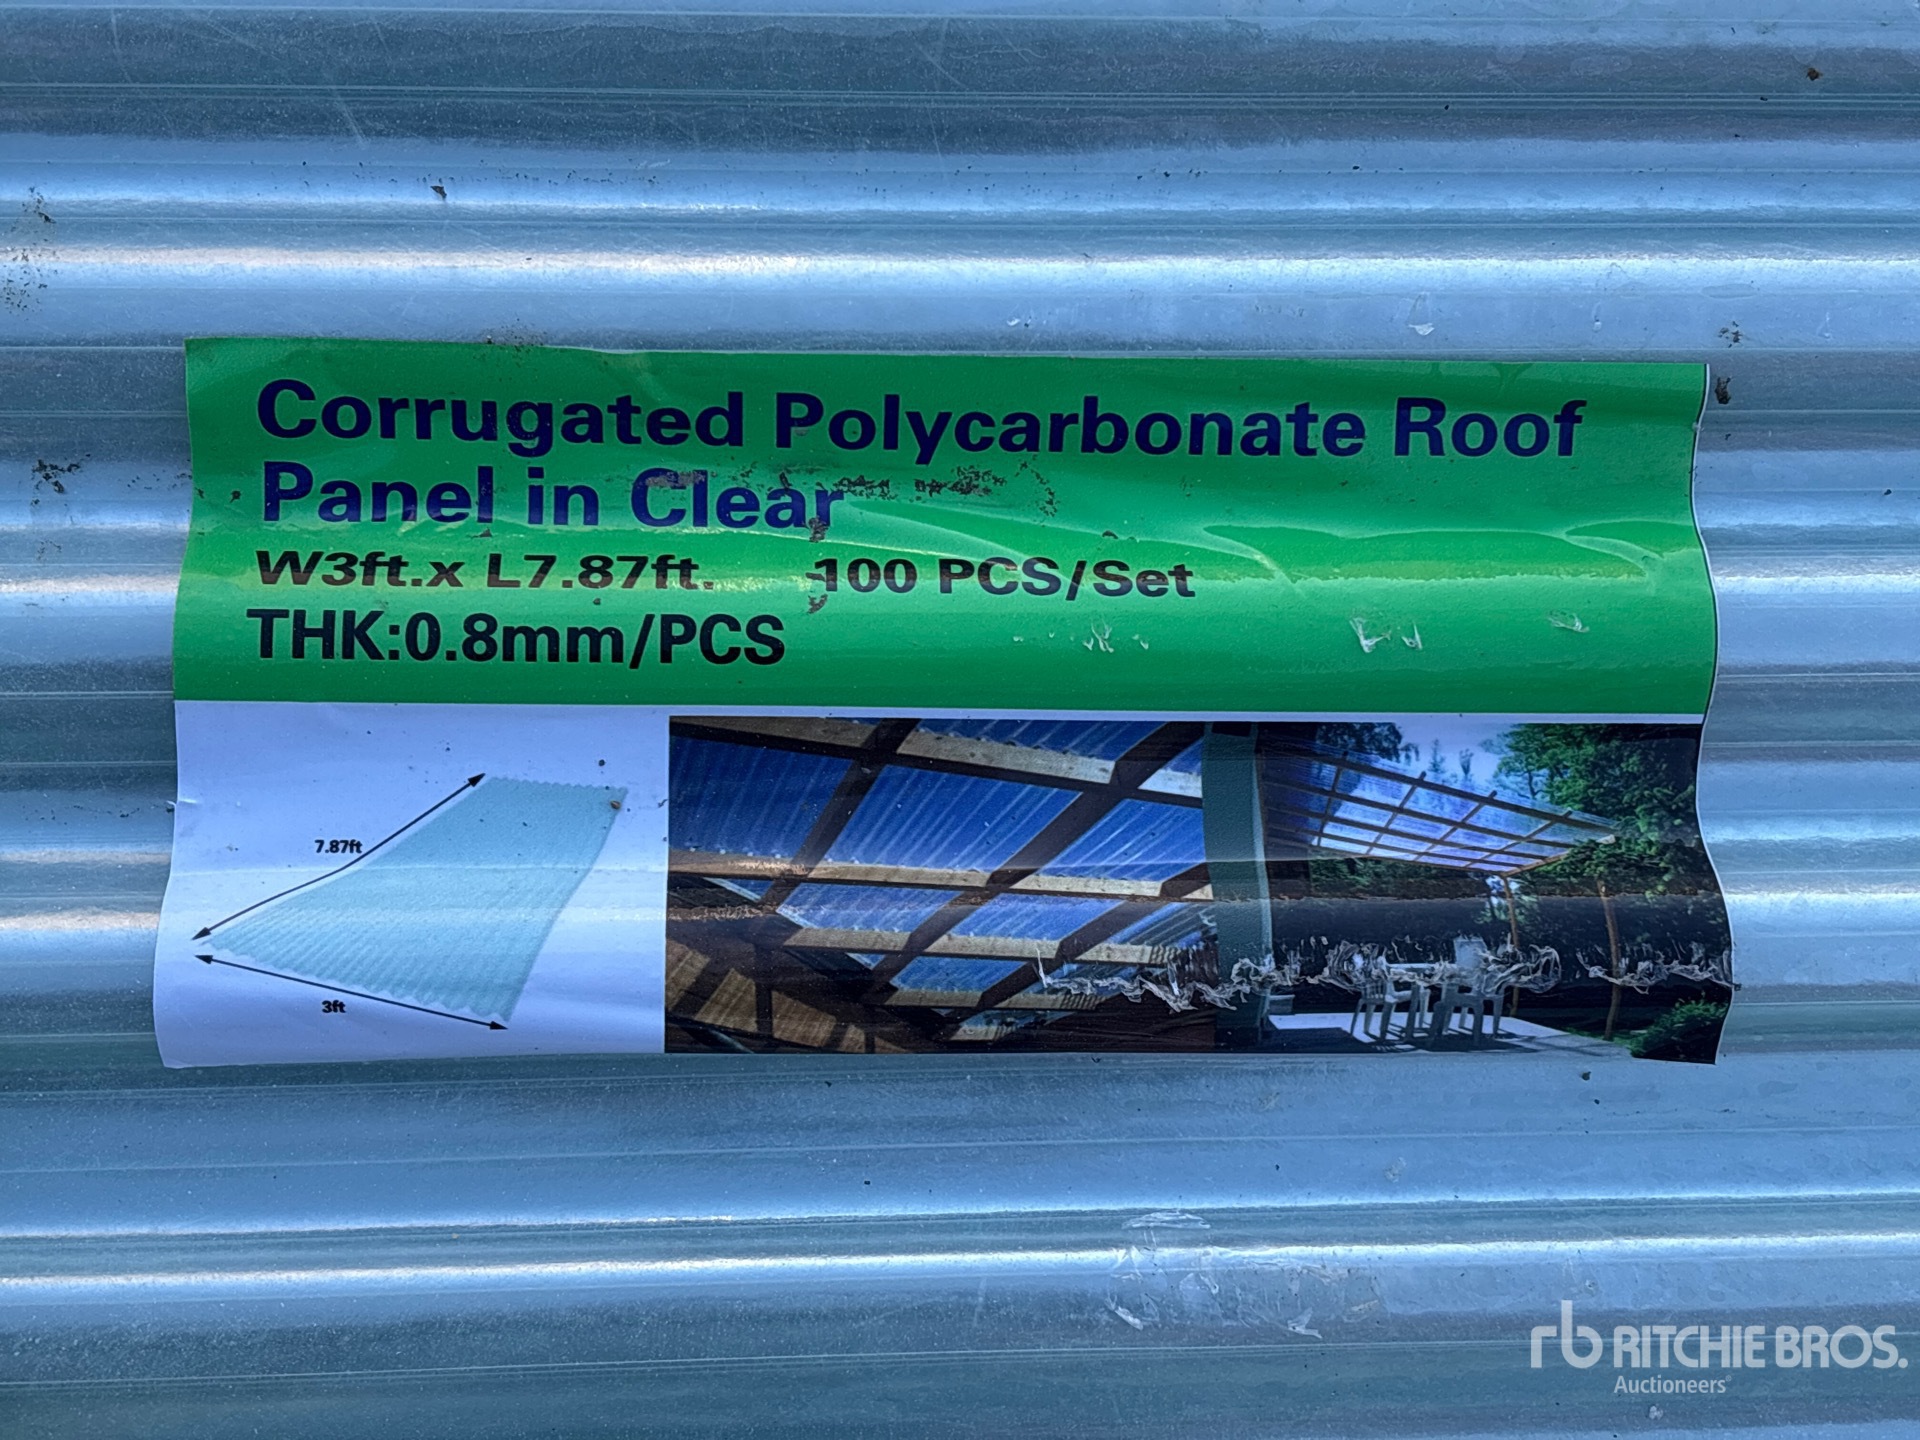 Corrugated Polycarbonate Roof
Panel in Clear
W3ft.x L7.87ft. 100 PCS/Set
THK:0.8mm/PCS
7.87ft
3ft
rb RITCHIE BROS.
Auctioneers